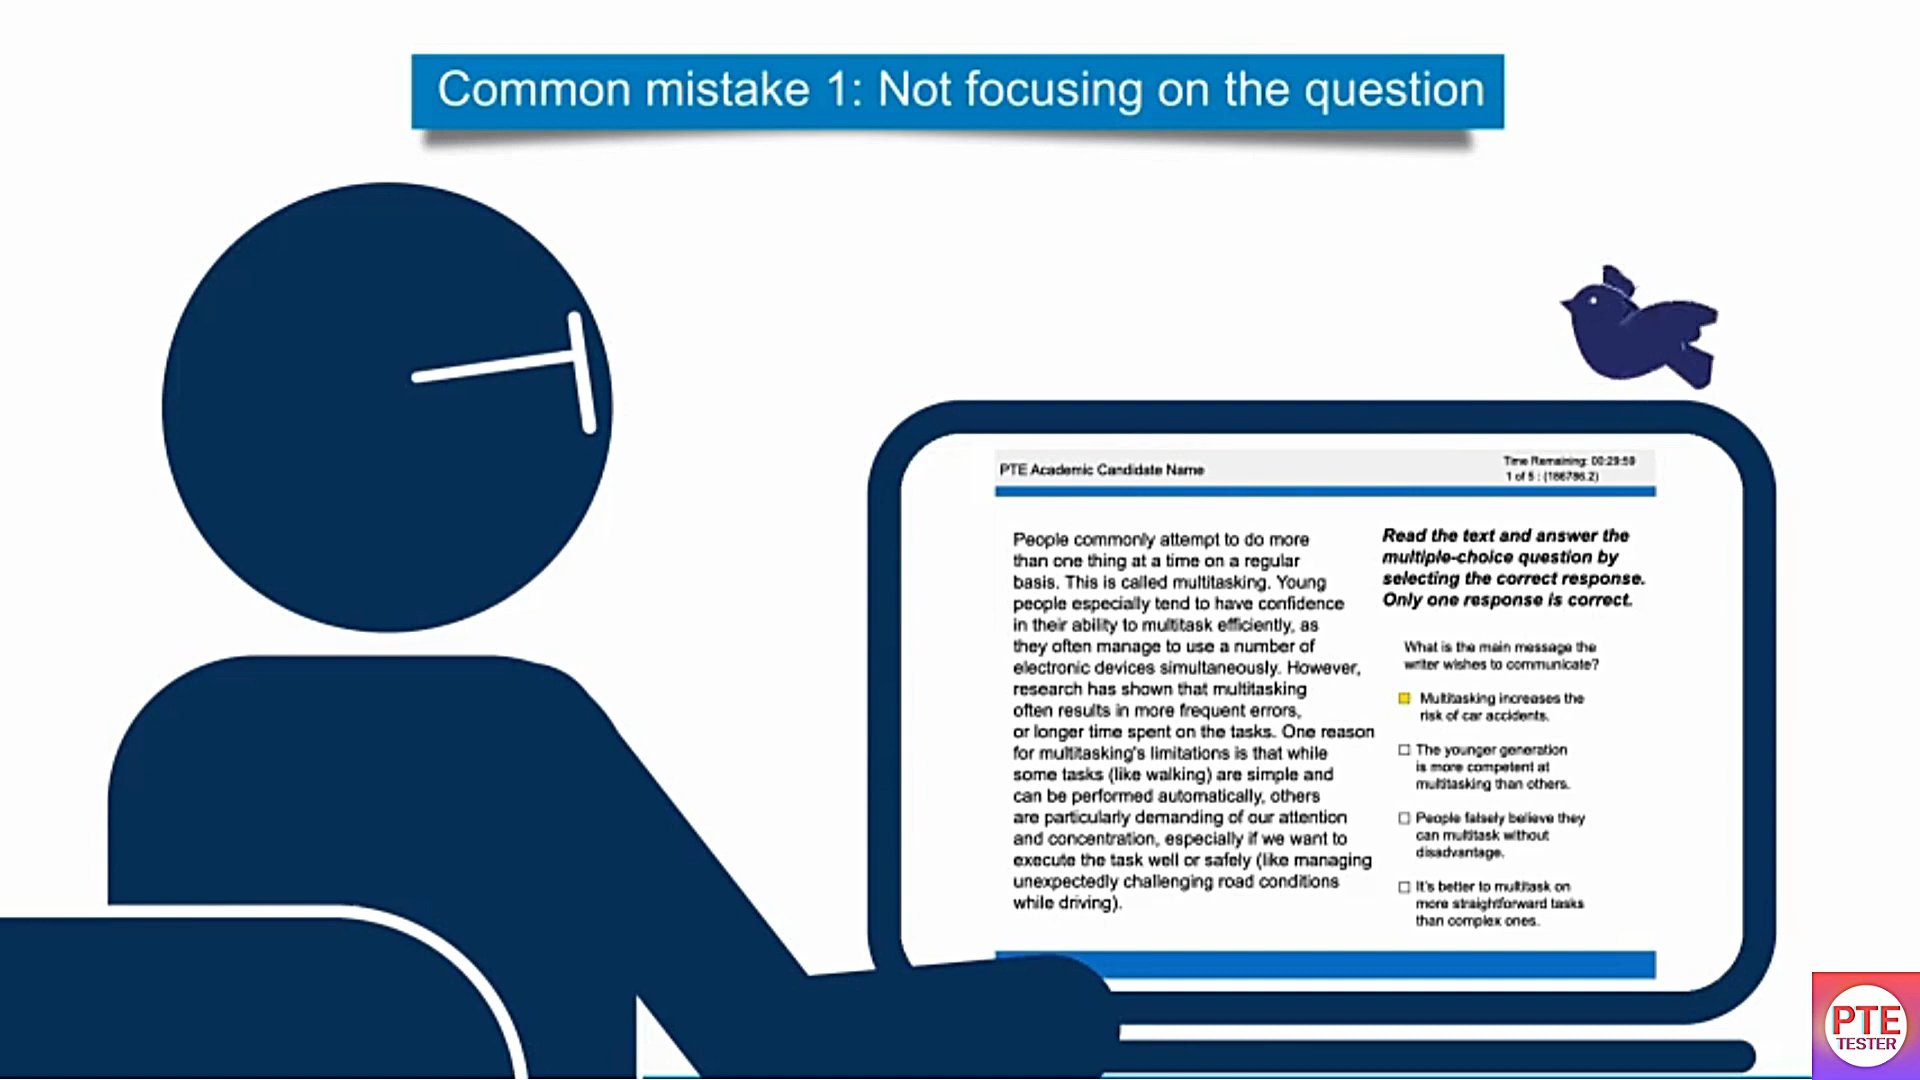 Common mistake 1: Not focusing on the question
PTE Academic Candidate Name
Time Remaining: 00:29:59
1 of 5 : (186786.2)
People commonly attempt to do more
than one thing at a time on a regular
basis. This is called multitasking. Young
people especially tend to have confidence
in their ability to multitask efficiently, as
they often manage to use a number of
electronic devices simultaneously. However,
research has shown that multitasking
often results in more frequent errors,
or longer time spent on the tasks. One reason
for multitasking's limitations is that while
some tasks (like walking) are simple and
can be performed automatically, others
are particularly demanding of our attention
and concentration, especially if we want to
execute the task well or safely (like managing
unexpectedly challenging road conditions
while driving).
Read the text and answer the
multiple-choice question by
selecting the correct response.
Only one response is correct.
What is the main message the
writer wishes to communicate?
Multitasking increases the
risk of car accidents.
The younger generation
is more competent at
multitasking than others.
People falsely believe they
can multitask without
disadvantage.
It's better to multitask on
more straightforward tasks
than complex ones.
PTE
TESTER